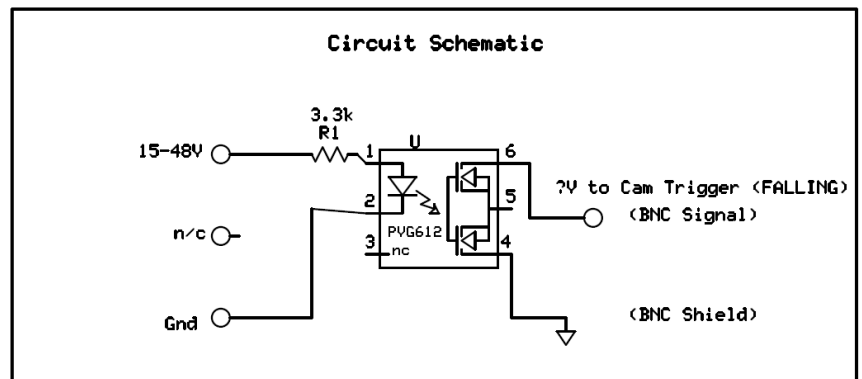 Circuit Schematic
3.3k
R1
15-48V
1
U
6
?V to Cam Trigger (FALLING)
2
5
(BNC Signal)
n/c
PVG612
3
nc
4
Gnd
(BNC Shield)